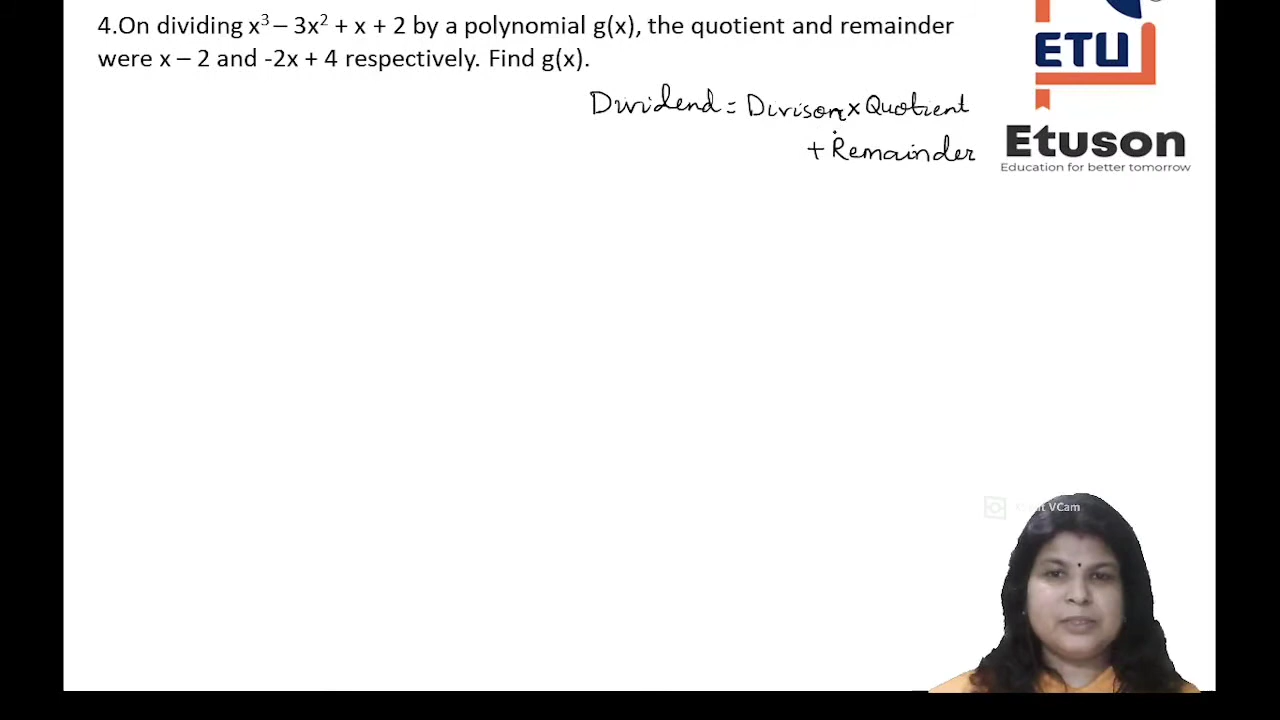 4.On dividing x³ – 3x² + x + 2 by a polynomial g(x), the quotient and remainder
were x – 2 and -2x + 4 respectively. Find g(x).
Dividend = Divisor x Quotient
+ Remainder
ETU
Etuson
Education for better tomorrow
VCam